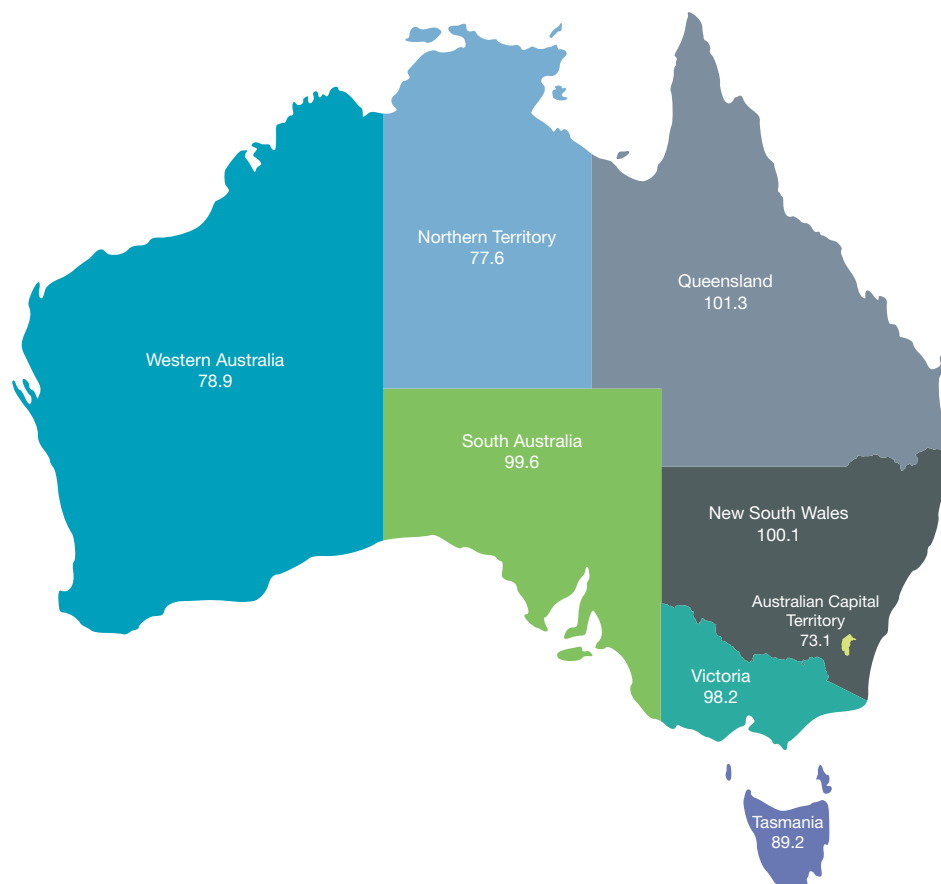 Northern Territory
77.6
Queensland
101.3
Western Australia
78.9
South Australia
99.6
New South Wales
100.1
Australian Capital
Territory
73.1
Victoria
98.2
Tasmania
89.2